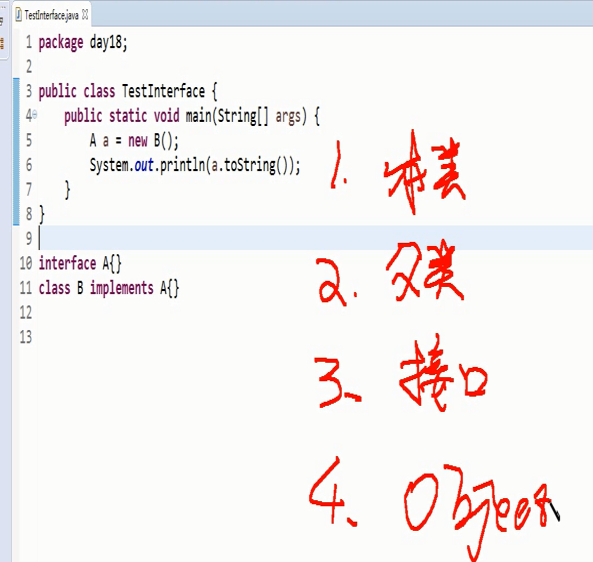 TestInterface.java
1 package day18;
2
3 public class TestInterface {
4 public static void main(String[] args) {
5 A a = new B();
6 System.out.println(a.toString());
7 }
8 }
9
10 interface A{}
11 class B implements A{}
12
13
1. 本类
2. 父类
3、接口
4、Object